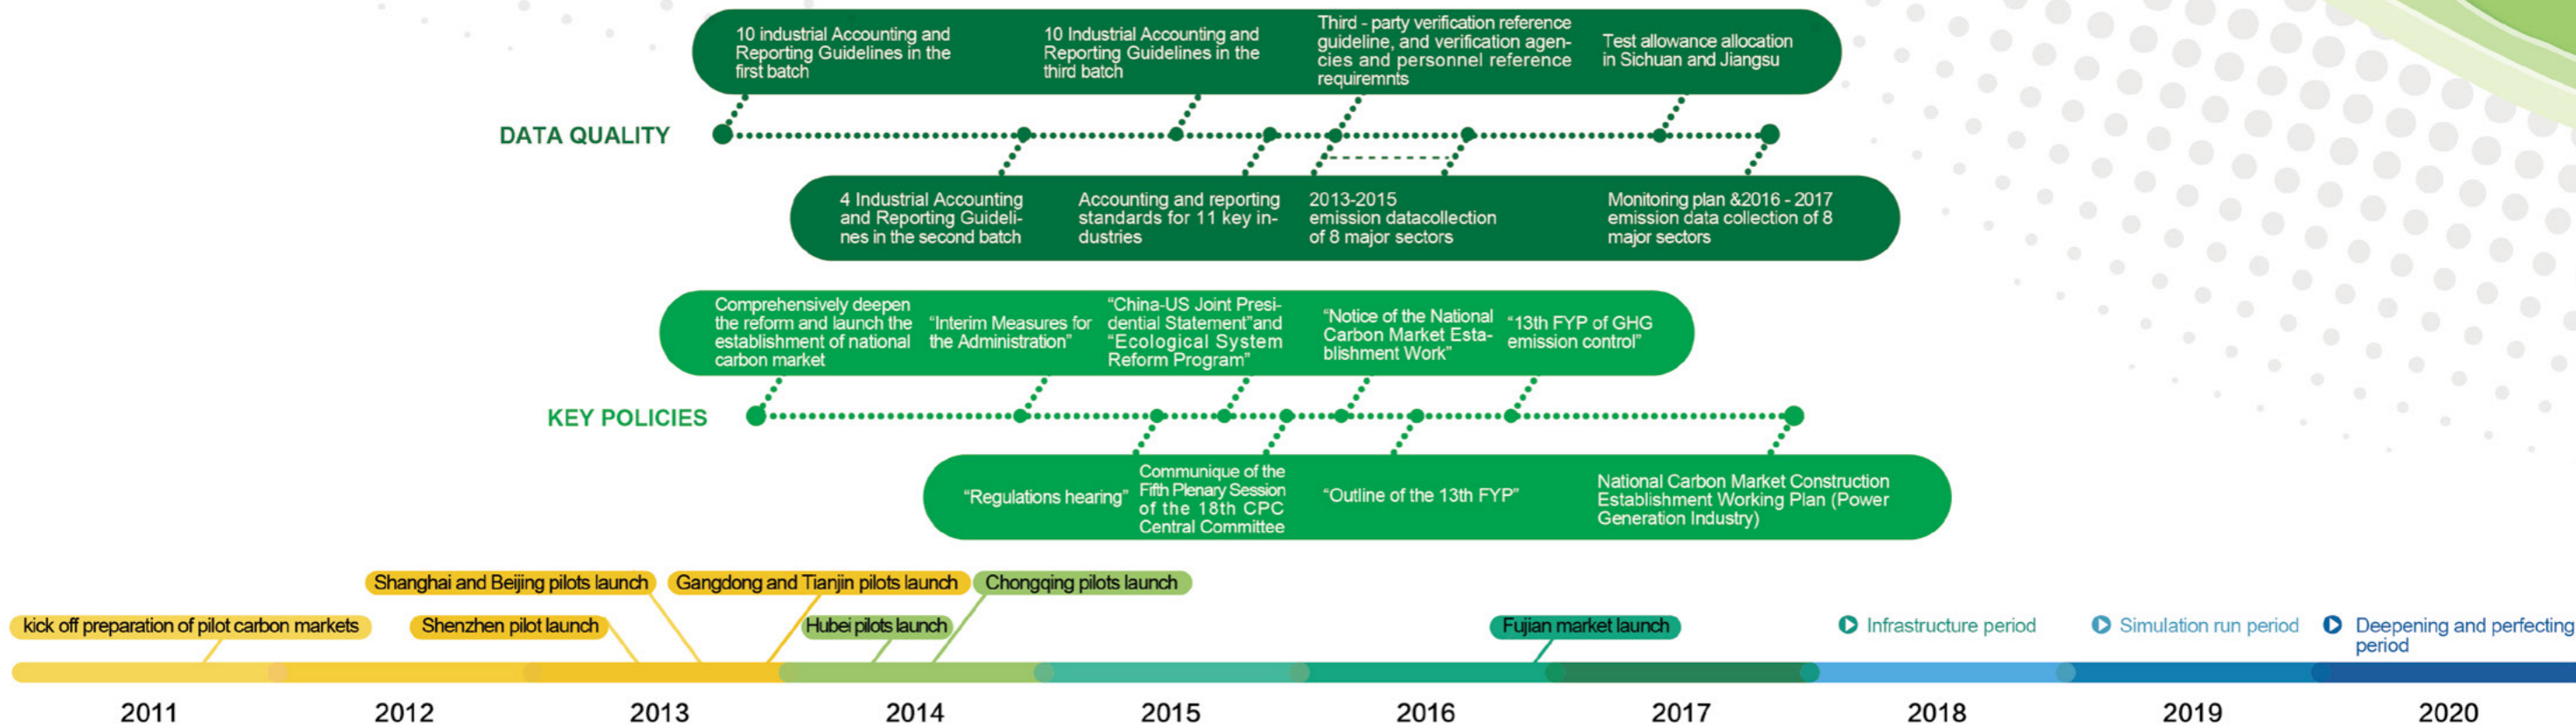 10 industrial Accounting and
Reporting Guidelines in the
first batch
10 Industrial Accounting and
Reporting Guidelines in the
third batch
Third - party verification reference
guideline, and verification agen-
cies and personnel reference
requiremnts
Test allowance allocation
in Sichuan and Jiangsu
DATA QUALITY
4 Industrial Accounting
and Reporting Guideli-
nes in the second batch
Accounting and reporting
standards for 11 key in-
dustries
2013-2015
emission datacollection
of 8 major sectors
Monitoring plan &2016 - 2017
emission data collection of 8
major sectors
Comprehensively deepen
the reform and launch the
establishment of national
carbon market
“Interim Measures for
the Administration”
“China-US Joint Presi-
dential Statement”and
“Ecological System
Reform Program”
“Notice of the National
Carbon Market Esta-
blishment Work”
“13th FYP of GHG
emission control”
KEY POLICIES
“Regulations hearing”
Communique of the
Fifth Plenary Session
of the 18th CPC
Central Committee
“Outline of the 13th FYP”
National Carbon Market Construction
Establishment Working Plan (Power
Generation Industry)
Shanghai and Beijing pilots launch
Gangdong and Tianjin pilots launch
Chongqing pilots launch
kick off preparation of pilot carbon markets
Shenzhen pilot launch
Hubei pilots launch
Fujian market launch
Infrastructure period
Simulation run period
Deepening and perfecting
period
2011
2012
2013
2014
2015
2016
2017
2018
2019
2020